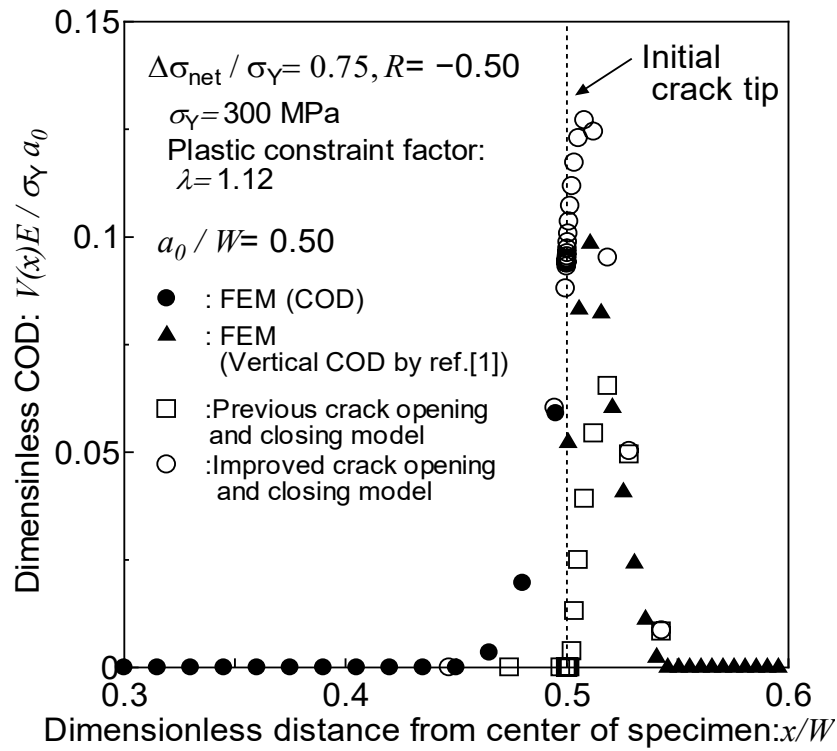 0.15
Δσnet / σY= 0.75, R= −0.50
σY= 300 MPa
Plastic constraint factor:
λ= 1.12
Initial
crack tip
a0 / W= 0.50
: FEM (COD)
: FEM
(Vertical COD by ref.[1])
:Previous crack opening
and closing model
:Improved crack opening
and closing model
0.1
0.05
0
0.3
0.4
0.5
0.6
Dimensinless COD: V(x)E / σY a0
Dimensionless distance from center of specimen:x/W